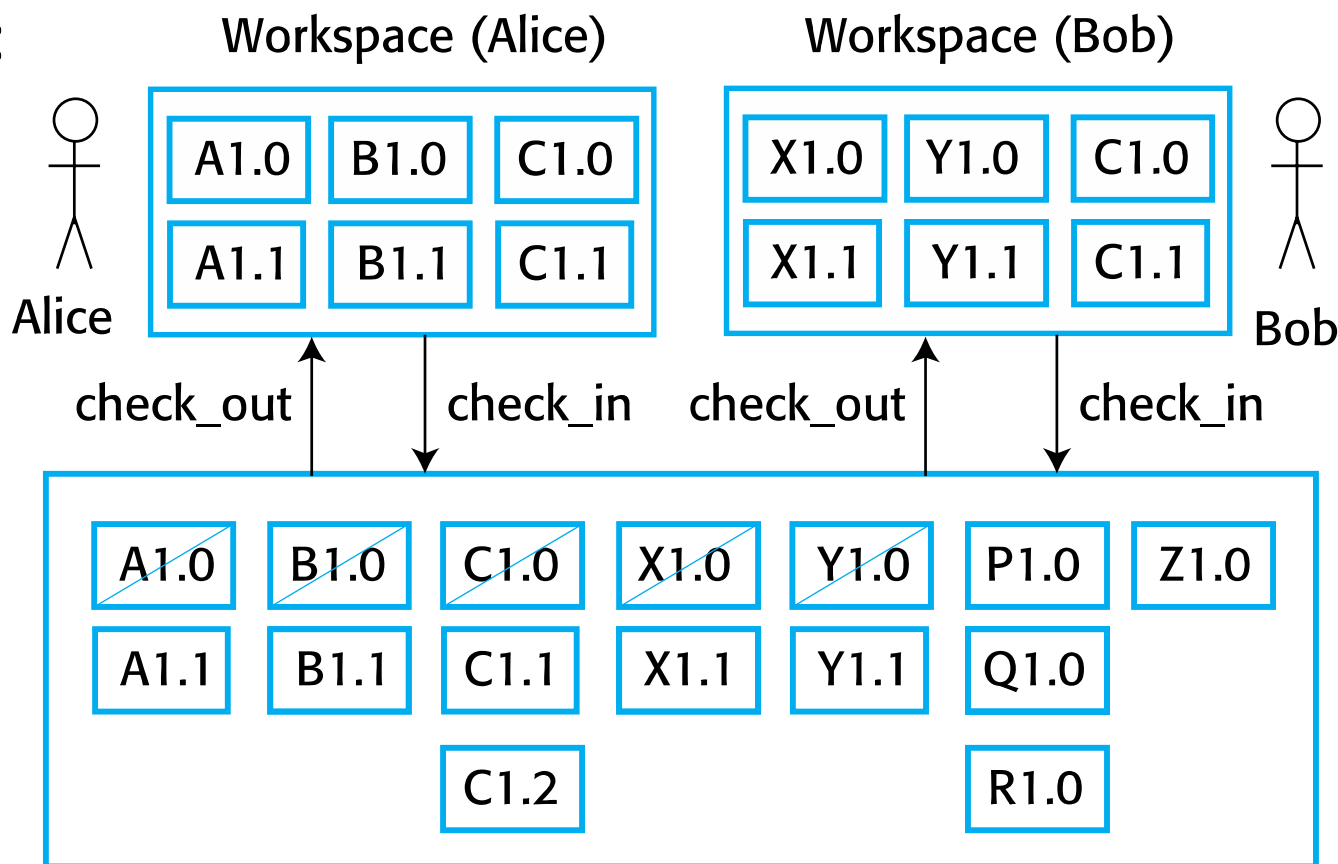 :
Workspace (Alice) Workspace (Bob)
A1.0 B1.0 C1.0 X1.0 Y1.0 C1.0
A1.1 B1.1 C1.1 X1.1 Y1.1 C1.1
Alice Bob
check_out check_in check_out check_in
A1.0 B1.0 C1.0 X1.0 Y1.0 P1.0 Z1.0
A1.1 B1.1 C1.1 X1.1 Y1.1 Q1.0
C1.2 R1.0